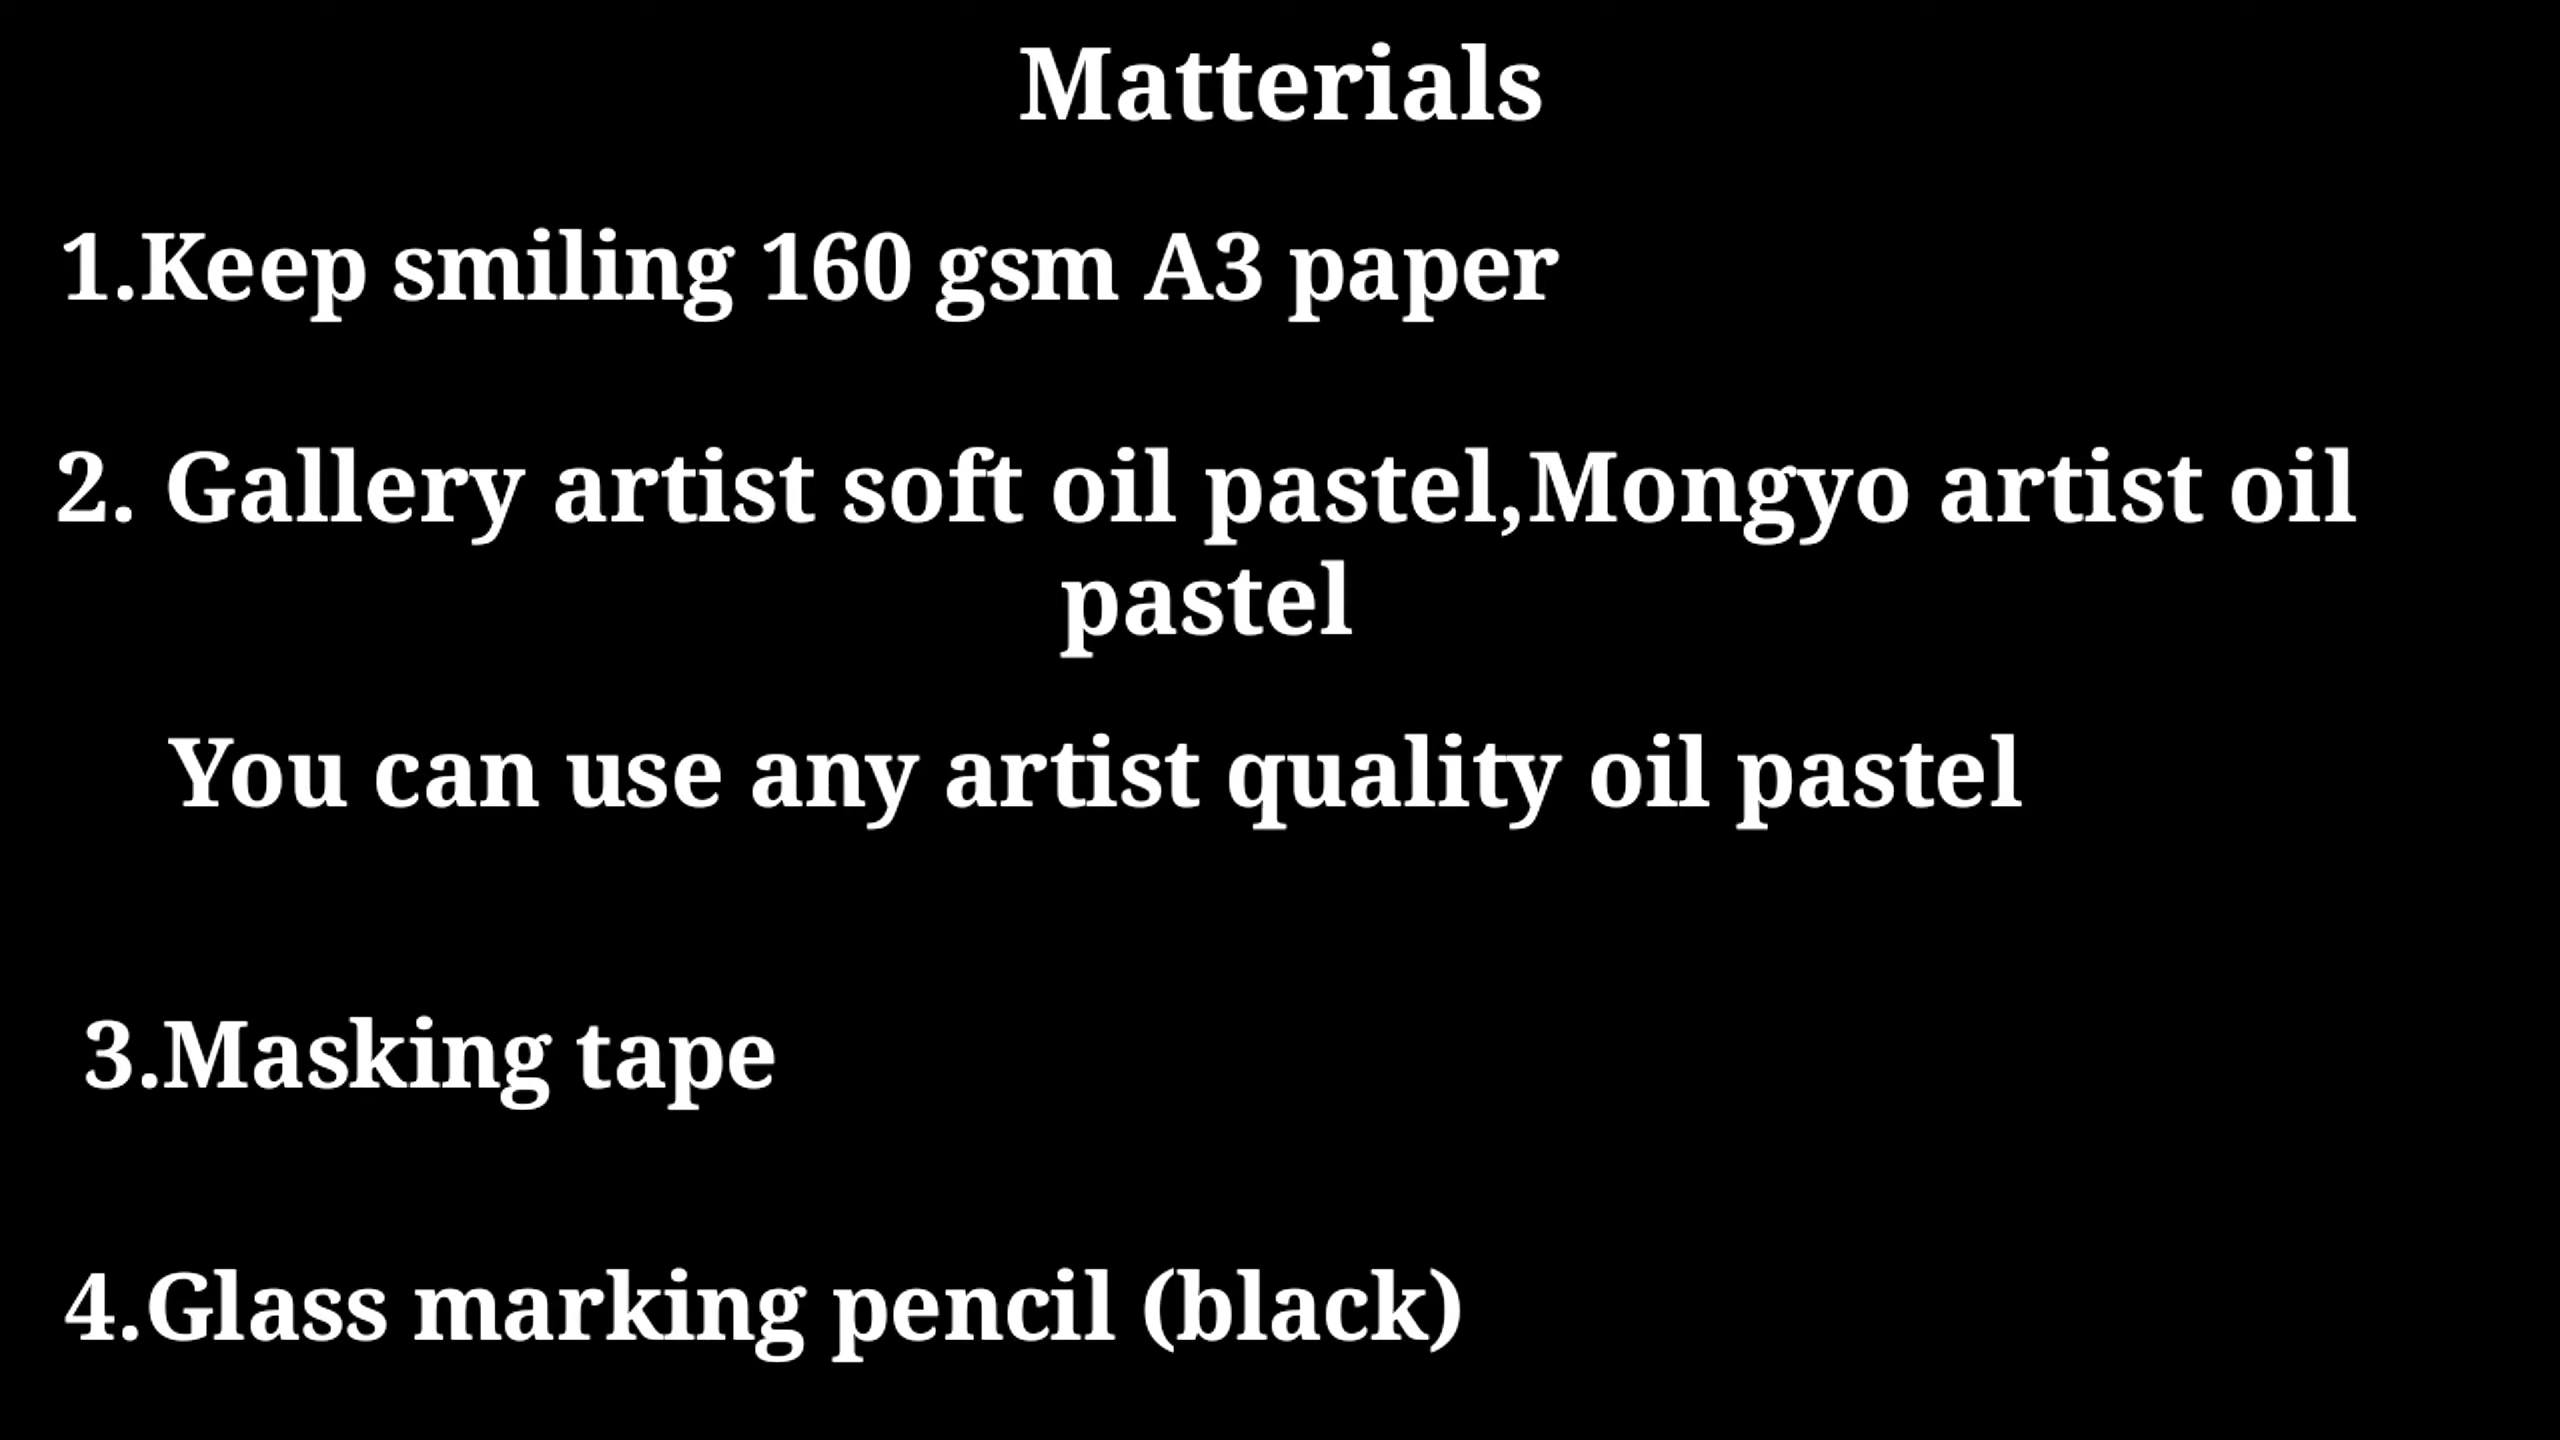 Matterials
1.Keep smiling 160 gsm A3 paper
2. Gallery artist soft oil pastel,Mongyo artist oil
pastel
You can use any artist quality oil pastel
3.Masking tape
4.Glass marking pencil (black)